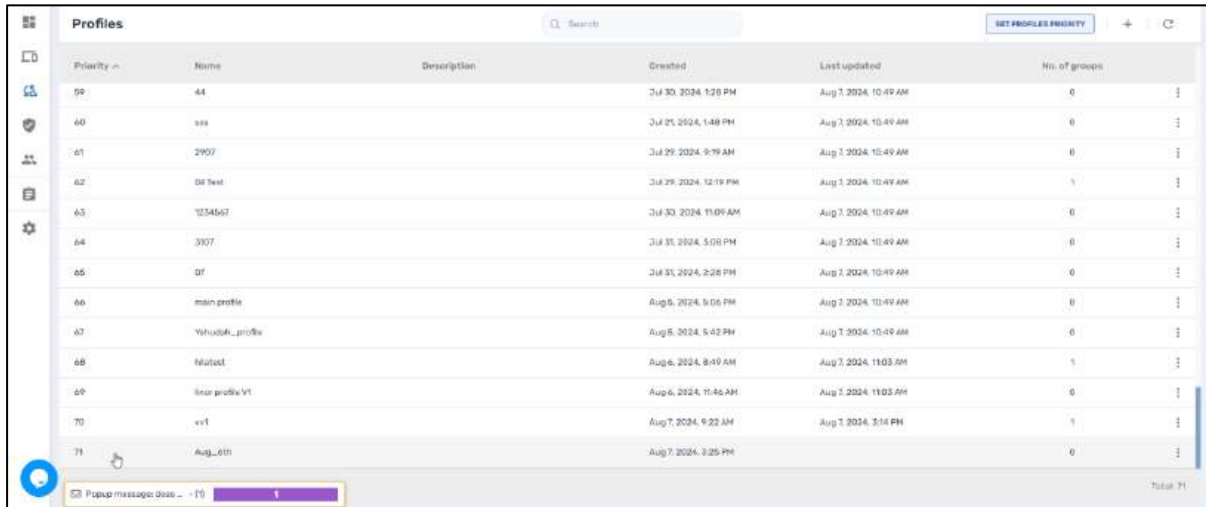 Profiles Search SET PROFILES PRIORITY
Priority Name Description Created Last updated No. of groups
59 44 Jul 30, 2024, 1:28 PM Aug 7, 2024, 10:49 AM 0
60 Jul 21, 2024, 1:48 PM Aug 7, 2024, 10:49 AM 0
61 2907 Jul 29, 2024, 9:19 AM Aug 7, 2024, 10:49 AM 0
62 Test Jul 29, 2024, 12:19 PM Aug 7, 2024, 10:49 AM 1
63 1234567 Jul 30, 2024, 11:09 AM Aug 7, 2024, 10:49 AM 0
64 3107 Jul 31, 2024, 3:08 PM Aug 7, 2024, 10:49 AM 0
65 Jul 31, 2024, 2:28 PM Aug 7, 2024, 10:49 AM 0
66 main profile Aug 5, 2024, 5:06 PM Aug 7, 2024, 10:49 AM 0
67 Yehudah_profile Aug 5, 2024, 5:42 PM Aug 7, 2024, 10:49 AM 0
68 Aug 6, 2024, 8:49 AM Aug 7, 2024, 11:03 AM 1
69 profile V1 Aug 6, 2024, 11:46 AM Aug 7, 2024, 11:03 AM 0
70 vv1 Aug 7, 2024, 9:22 AM Aug 7, 2024, 3:14 PM 1
71 Aug_6th Aug 7, 2024, 3:25 PM 0
Popup message: deas ... - (1) 1
Total: 71